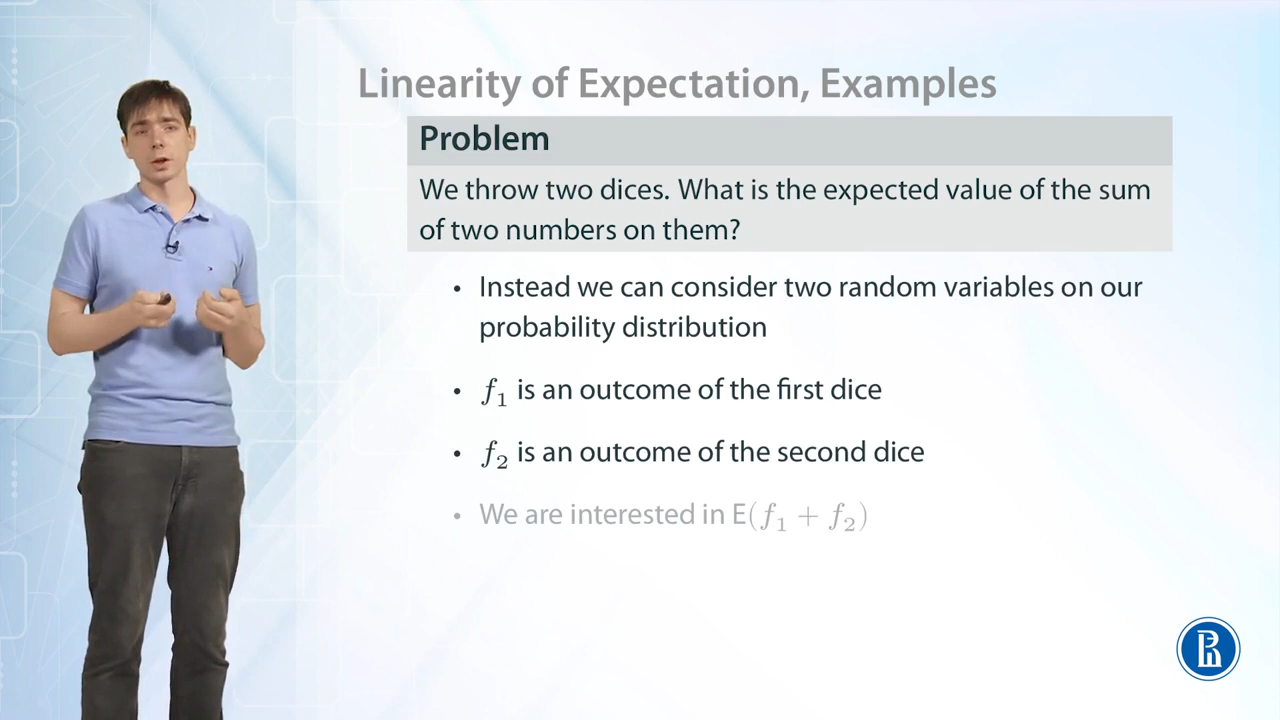 Linearity of Expectation, Examples
Problem
We throw two dices. What is the expected value of the sum
of two numbers on them?
• Instead we can consider two random variables on our
probability distribution
• f₁ is an outcome of the first dice
• f₂ is an outcome of the second dice
• We are interested in E(f₁ + f₂)